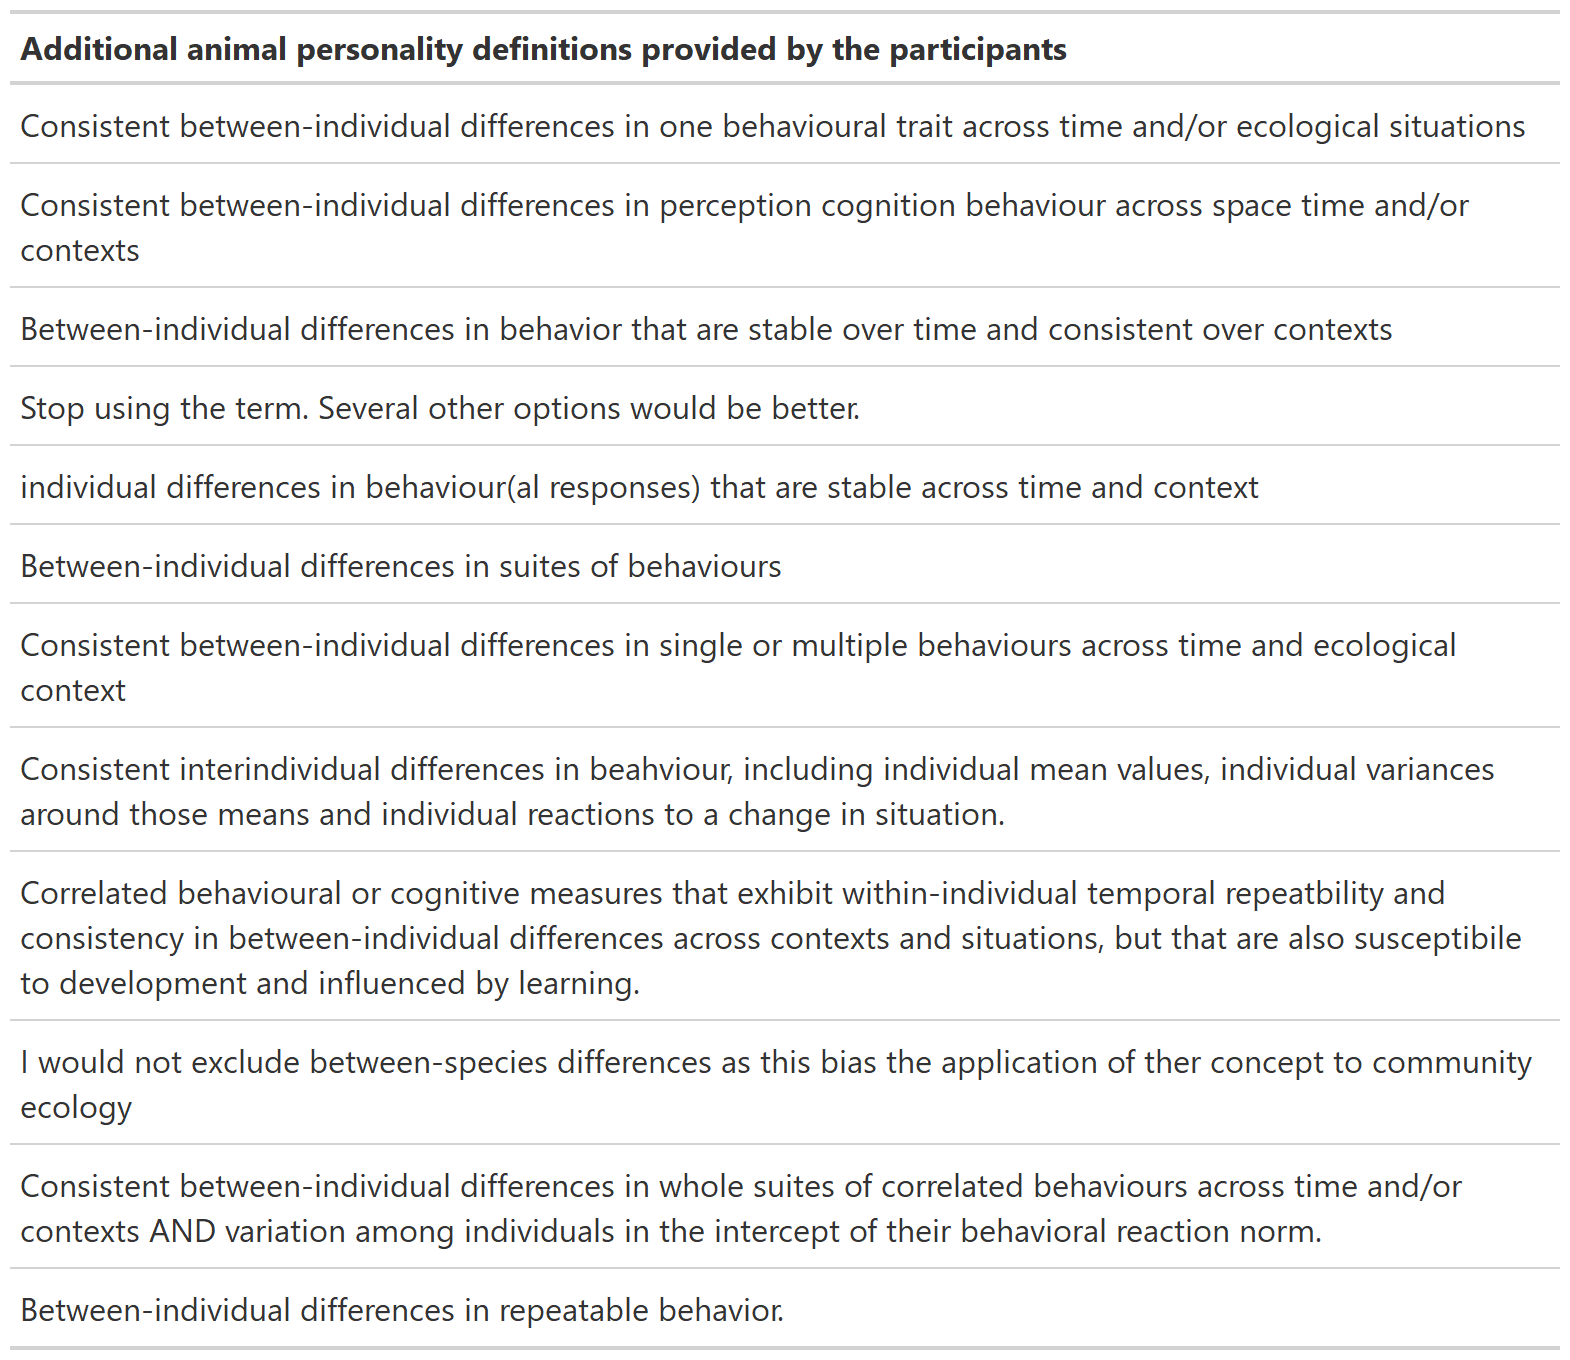 Additional animal personality definitions provided by the participants
Consistent between-individual differences in one behavioural trait across time and/or ecological situations
Consistent between-individual differences in perception cognition behaviour across space time and/or
contexts
Between-individual differences in behavior that are stable over time and consistent over contexts
Stop using the term. Several other options would be better.
individual differences in behaviour(al responses) that are stable across time and context
Between-individual differences in suites of behaviours
Consistent between-individual differences in single or multiple behaviours across time and ecological
context
Consistent interindividual differences in beahviour, including individual mean values, individual variances
around those means and individual reactions to a change in situation.
Correlated behavioural or cognitive measures that exhibit within-individual temporal repeatbility and
consistency in between-individual differences across contexts and situations, but that are also susceptibile
to development and influenced by learning.
I would not exclude between-species differences as this bias the application of ther concept to community
ecology
Consistent between-individual differences in whole suites of correlated behaviours across time and/or
contexts AND variation among individuals in the intercept of their behavioral reaction norm.
Between-individual differences in repeatable behavior.